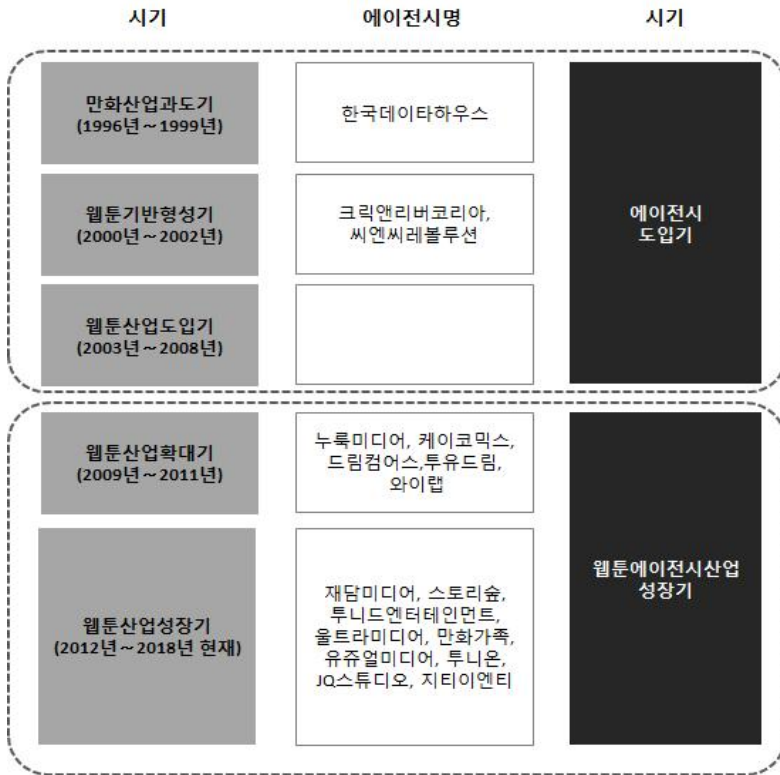 시기 에이전시명 시기
만화산업과도기
(1996년~1999년)
한국데이타하우스
웹툰기반형성기
(2000년~2002년)
크릭앤리버코리아,
씨엔씨레볼루션
에이전시
도입기
웹툰산업도입기
(2003년~2008년)
웹툰산업확대기
(2009년~2011년)
누룩미디어, 케이코믹스,
드림컴어스,투유드림,
와이랩
웹툰에이전시산업
성장기
웹툰산업성장기
(2012년~2018년 현재)
재담미디어, 스토리숲,
투니드엔터테인먼트,
울트라미디어, 만화가족,
유쥬얼미디어, 투니온,
JQ스튜디오, 지티이엔티